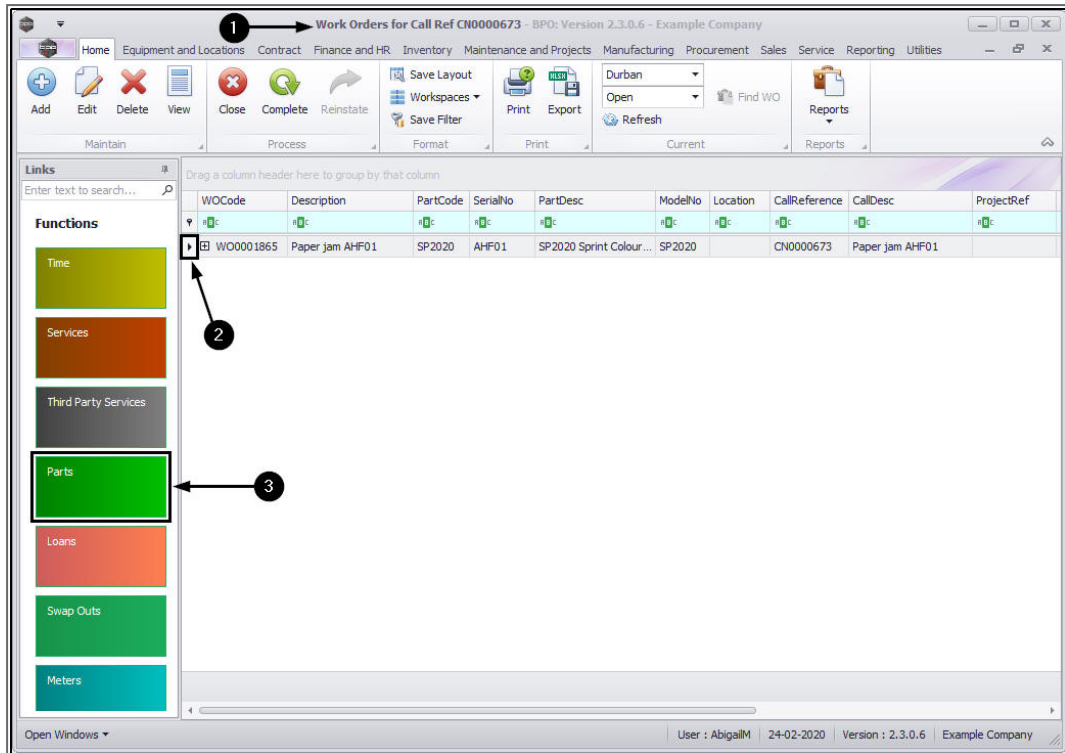 1
Work Orders for Call Ref CN0000673 - BPO: Version 2.3.0.6 - Example Company
Home Equipment and Locations Contract Finance and HR Inventory Maintenance and Projects Manufacturing Procurement Sales Service Reporting Utilities
Add Edit Delete View Close Complete Reinstate Save Layout Workspaces Save Filter Print Export Durban Open Refresh Find WO Reports
Maintain Process Format Print Current Reports
Links
Enter text to search...
Functions
Time
Services
Third Party Services
Parts
Loans
Swap Outs
Meters
Drag a column header here to group by that column
WOCode Description PartCode SerialNo PartDesc ModelNo Location CallReference CallDesc ProjectRef
WO0001865 Paper jam AHF01 SP2020 AHF01 SP2020 Sprint Colour... SP2020 CN0000673 Paper jam AHF01
2
3
Open Windows User : AbigailM 24-02-2020 Version : 2.3.0.6 Example Company